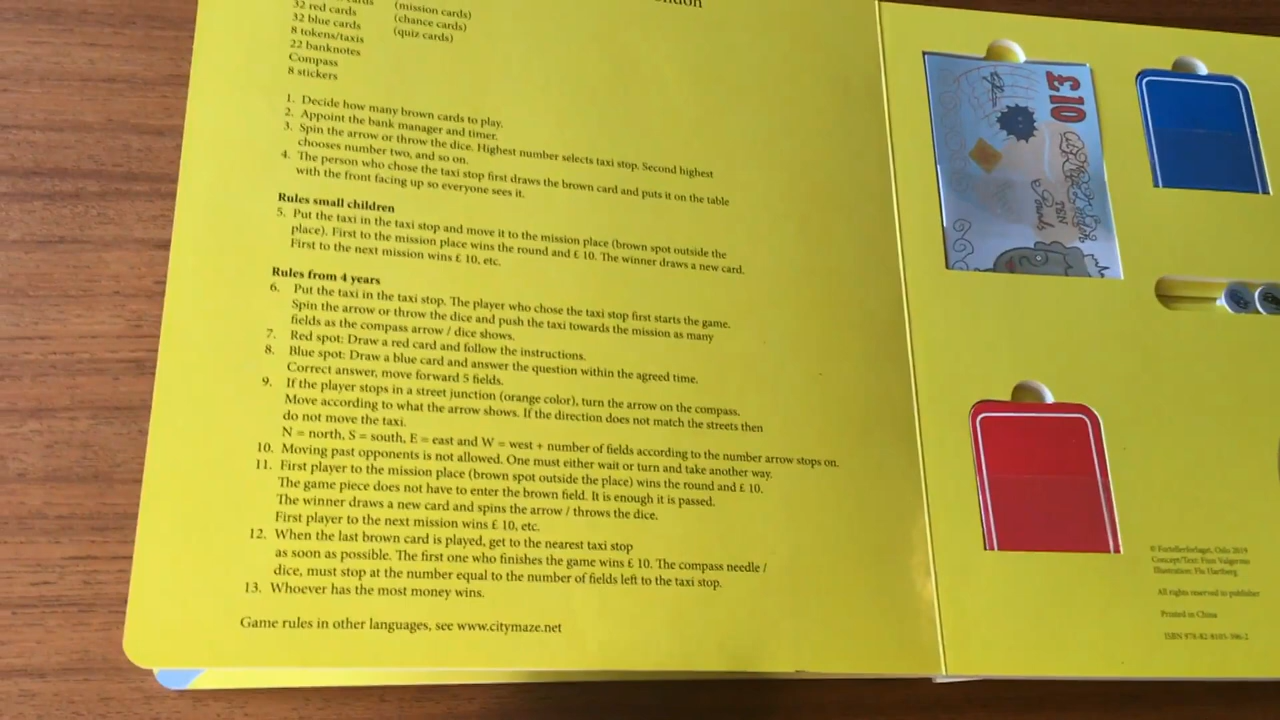 32 red cards (mission cards)
32 blue cards (chance cards)
8 tokens/taxis (quiz cards)
22 banknotes
Compass
8 stickers
1. Decide how many brown cards to play.
2. Appoint the bank manager and timer.
3. Spin the arrow or throw the dice. Highest number selects taxi stop. Second highest
chooses number two, and so on.
4. The person who chose the taxi stop first draws the brown card and puts it on the table
with the front facing up so everyone sees it.
Rules small children
5. Put the taxi in the taxi stop and move it to the mission place (brown spot outside the
place). First to the mission place wins the round and £ 10. The winner draws a new card.
First to the next mission wins £ 10, etc.
Rules from 4 years
6. Put the taxi in the taxi stop. The player who chose the taxi stop first starts the game.
Spin the arrow or throw the dice and push the taxi towards the mission as many
fields as the compass arrow / dice shows.
7. Red spot: Draw a red card and follow the instructions.
8. Blue spot: Draw a blue card and answer the question within the agreed time.
Correct answer, move forward 5 fields.
9. If the player stops in a street junction (orange color), turn the arrow on the compass.
Move according to what the arrow shows. If the direction does not match the streets then
do not move the taxi.
N = north, S = south, E = east and W = west + number of fields according to the number arrow stops on.
10. Moving past opponents is not allowed. One must either wait or turn and take another way.
11. First player to the mission place (brown spot outside the place) wins the round and £ 10.
The game piece does not have to enter the brown field. It is enough it is passed.
The winner draws a new card and spins the arrow / throws the dice.
First player to the next mission wins £ 10, etc.
12. When the last brown card is played, get to the nearest taxi stop
as soon as possible. The first one who finishes the game wins £ 10. The compass needle /
dice, must stop at the number equal to the number of fields left to the taxi stop.
13. Whoever has the most money wins.
Game rules in other languages, see www.citymaze.net
£10
TEN
Pounds
© Fortellerforlaget, Oslo 2019
Concept/Text: Finn Valgermo
Illustration: Flu Hartberg
All rights reserved to publisher
Printed in China